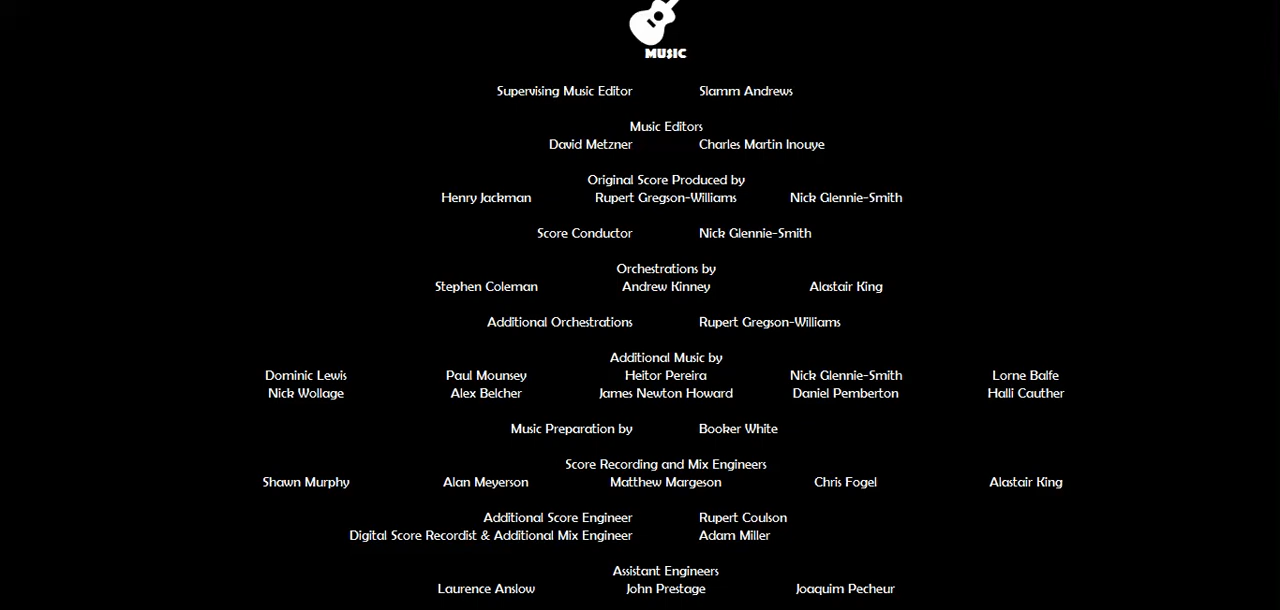 MUSIC
Supervising Music Editor Slamm Andrews
Music Editors
David Metzner Charles Martin Inouye
Original Score Produced by
Henry Jackman Rupert Gregson-Williams Nick Glennie-Smith
Score Conductor Nick Glennie-Smith
Orchestrations by
Stephen Coleman Andrew Kinney Alastair King
Additional Orchestrations Rupert Gregson-Williams
Additional Music by
Dominic Lewis Paul Mounsey Heitor Pereira Nick Glennie-Smith Lorne Balfe
Nick Wollage Alex Belcher James Newton Howard Daniel Pemberton Halli Cauther
Music Preparation by Booker White
Score Recording and Mix Engineers
Shawn Murphy Alan Meyerson Matthew Margeson Chris Fogel Alastair King
Additional Score Engineer Rupert Coulson
Digital Score Recordist & Additional Mix Engineer Adam Miller
Assistant Engineers
Laurence Anslow John Prestage Joaquim Pecheur